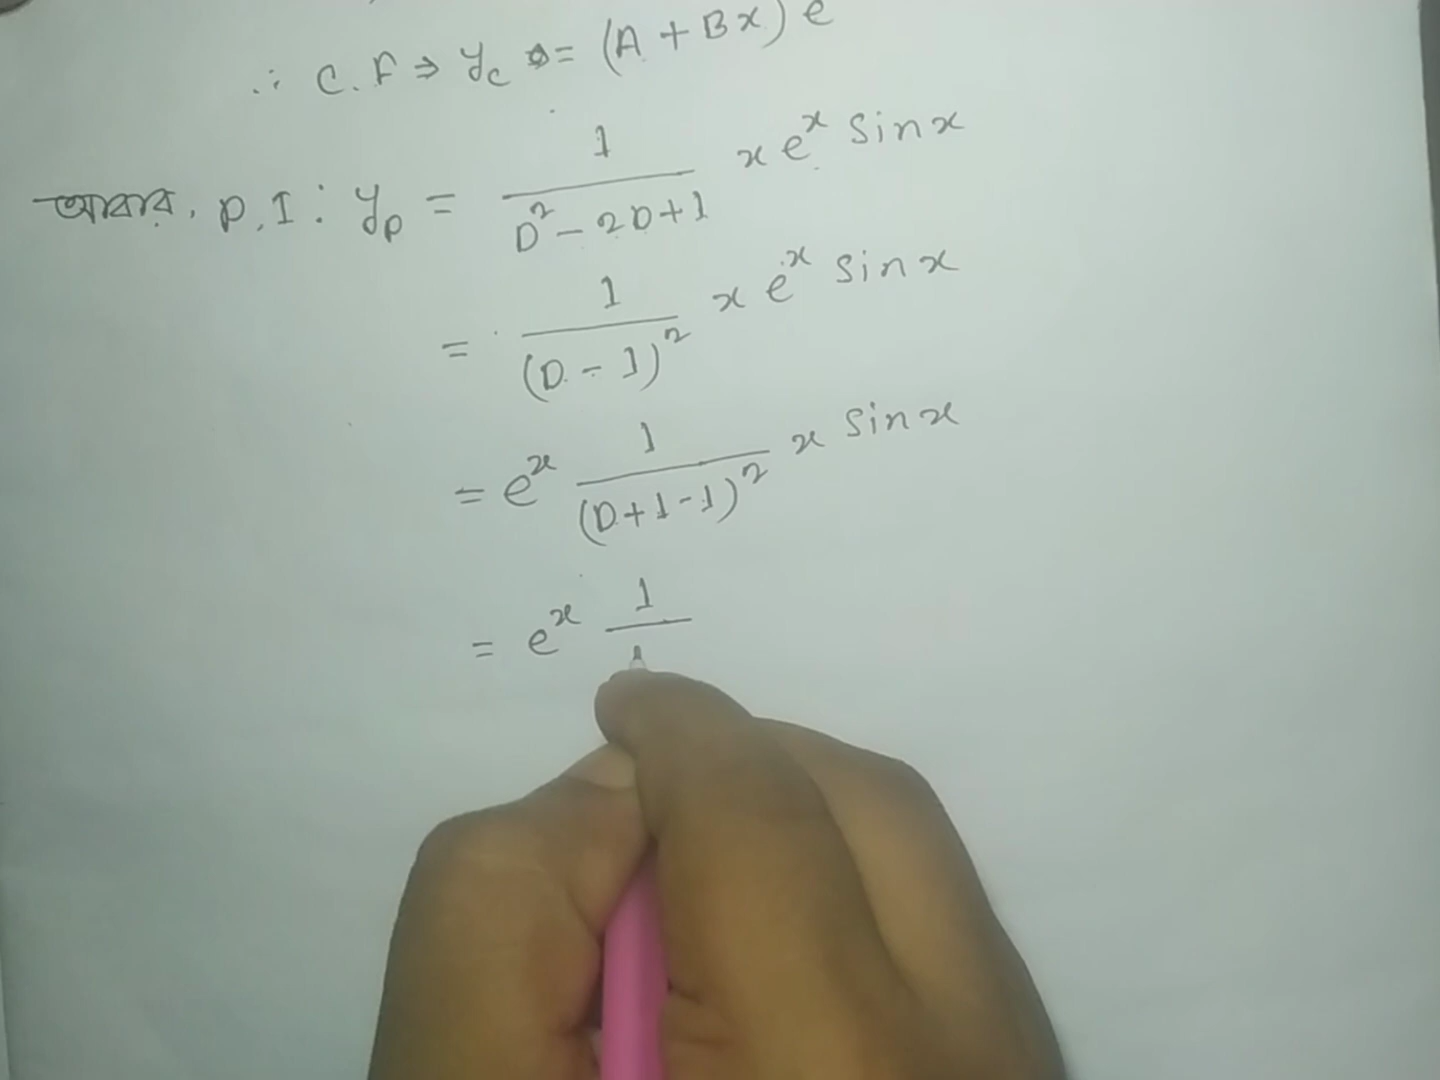 ∴ C.F ⇒ y_c = (A + Bx) e
আবার, P.I : y_p = 1/(D² - 2D + 1) x e^x sin x
= 1/(D - 1)² x e^x sin x
= e^x 1/(D + 1 - 1)² x sin x
= e^x 1/